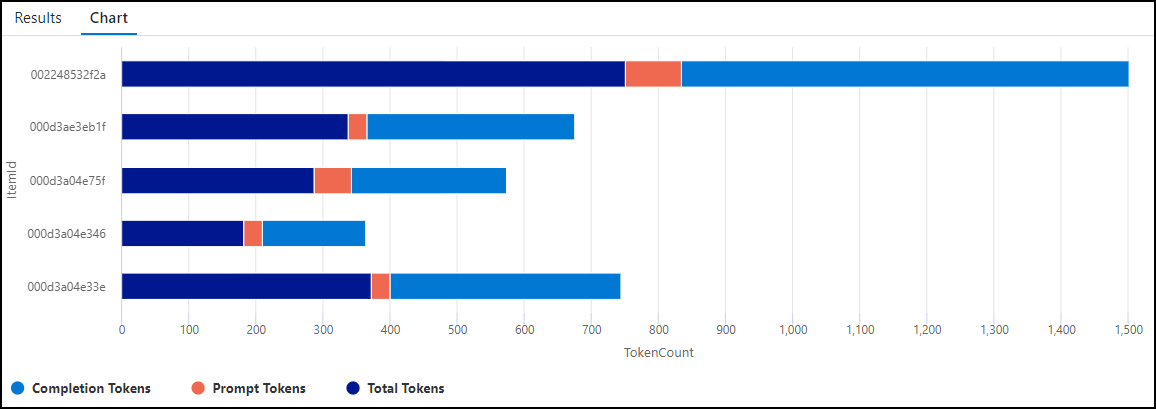 Results Chart
002248532f2a
000d3ae3eb1f
000d3a04e75f
ItemId
000d3a04e346
000d3a04e33e
0 100 200 300 400 500 600 700 800 900 1,000 1,100 1,200 1,300 1,400 1,500
TokenCount
Completion Tokens Prompt Tokens Total Tokens